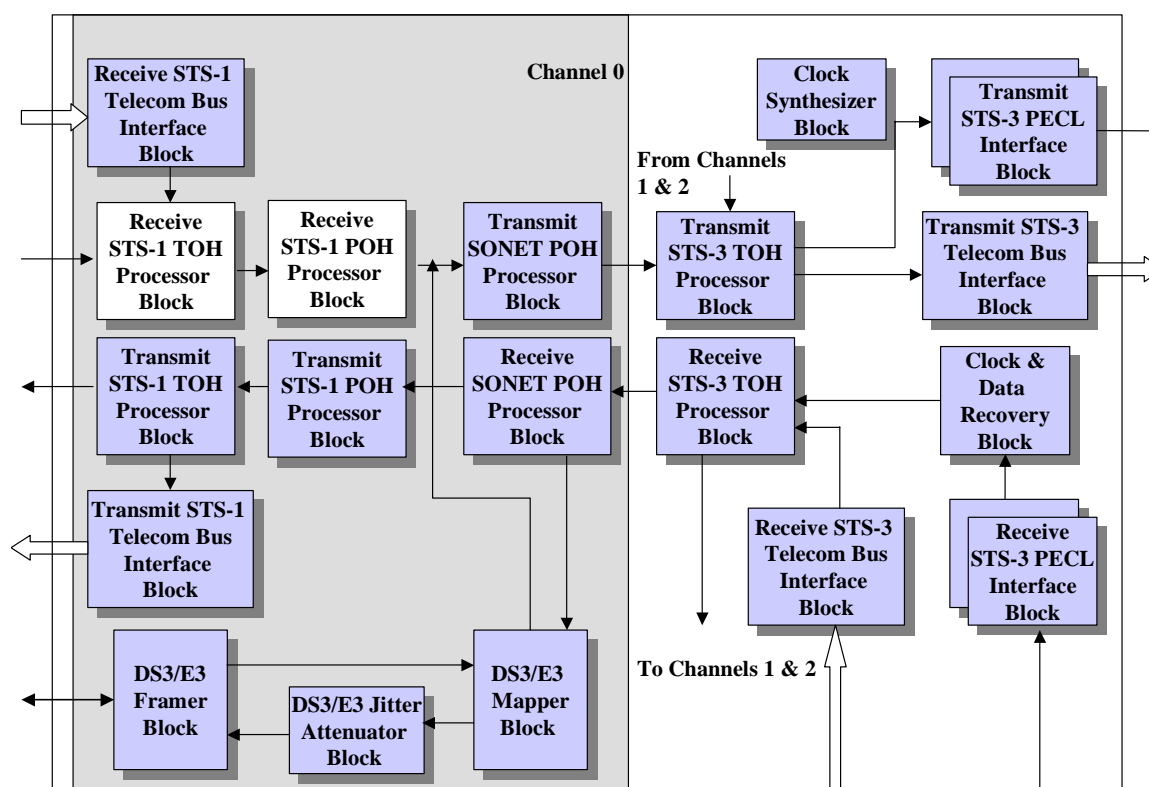 Channel 0
Receive STS-1
Telecom Bus
Interface
Block
Clock
Synthesizer
Block
Transmit
STS-3 PECL
Interface
Block
From Channels
1 & 2
Receive
STS-1 TOH
Processor
Block
Receive
STS-1 POH
Processor
Block
Transmit
SONET POH
Processor
Block
Transmit
STS-3 TOH
Processor
Block
Transmit STS-3
Telecom Bus
Interface
Block
Transmit
STS-1 TOH
Processor
Block
Transmit
STS-1 POH
Processor
Block
Receive
SONET POH
Processor
Block
Receive
STS-3 TOH
Processor
Block
Clock &
Data
Recovery
Block
Transmit STS-1
Telecom Bus
Interface
Block
Receive STS-3
Telecom Bus
Interface
Block
Receive
STS-3 PECL
Interface
Block
DS3/E3
Framer
Block
DS3/E3 Jitter
Attenuator
Block
DS3/E3
Mapper
Block
To Channels 1 & 2